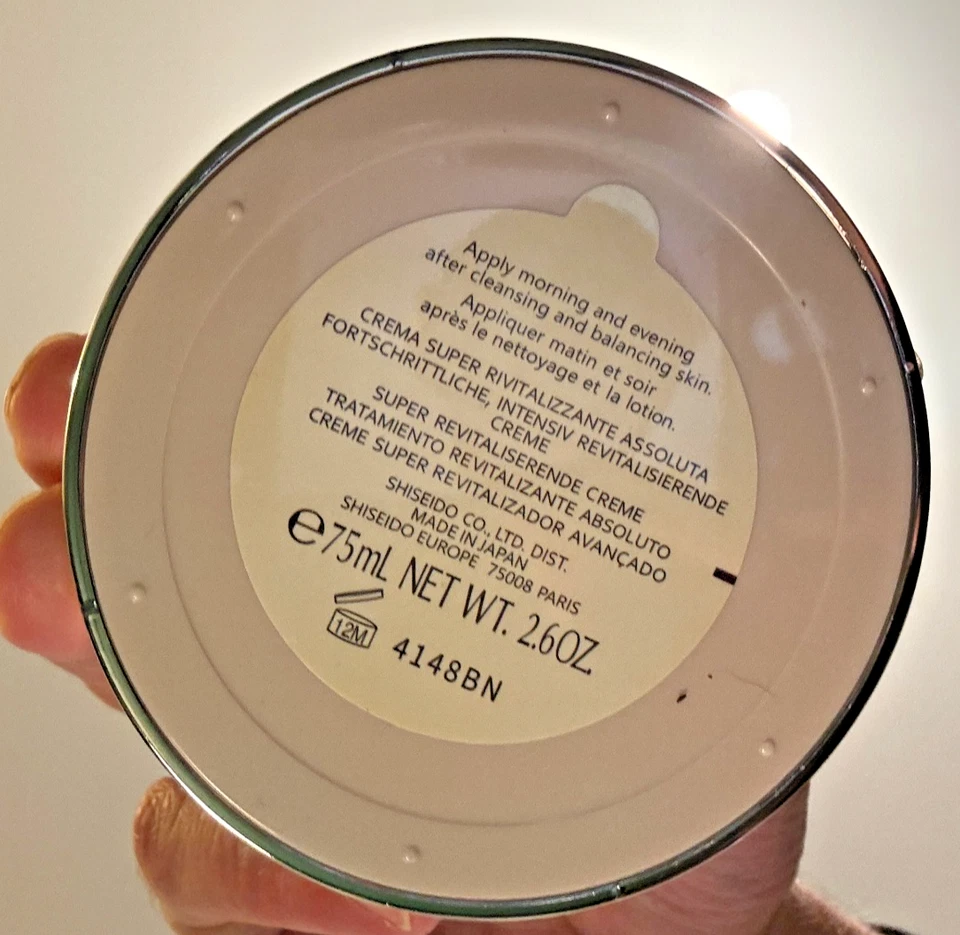 Apply morning and evening
after cleansing and balancing skin.
Appliquer matin et soir
après le nettoyage et la lotion.
CREMA SUPER RIVITALIZZANTE ASSOLUTA
FORTSCHRITTLICHE, INTENSIV REVITALISIERENDE
CREME
SUPER REVITALISERENDE CREME
TRATAMIENTO REVITALIZANTE ABSOLUTO
CREME SUPER REVITALIZADOR AVANÇADO
SHISEIDO CO., LTD. DIST.
MADE IN JAPAN
SHISEIDO EUROPE 75008 PARIS
℮75mL NET WT. 2.6OZ.
12M 4148BN